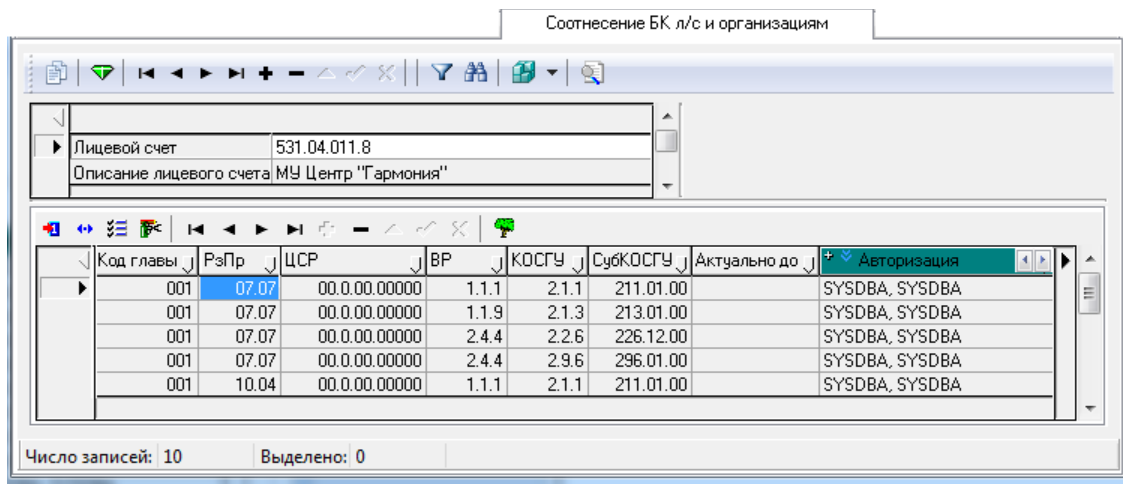 Соотнесение БК л/с и организациям
Лицевой счет 531.04.011.8
Описание лицевого счета МУ Центр "Гармония"
Код главы РзПр ЦСР ВР КОСГУ СубКОСГУ Актуально до Авторизация
001 07.07 00.0.00.00000 1.1.1 2.1.1 211.01.00 SYSDBA, SYSDBA
001 07.07 00.0.00.00000 1.1.9 2.1.3 213.01.00 SYSDBA, SYSDBA
001 07.07 00.0.00.00000 2.4.4 2.2.6 226.12.00 SYSDBA, SYSDBA
001 07.07 00.0.00.00000 2.4.4 2.9.6 296.01.00 SYSDBA, SYSDBA
001 10.04 00.0.00.00000 1.1.1 2.1.1 211.01.00 SYSDBA, SYSDBA
Число записей: 10 Выделено: 0